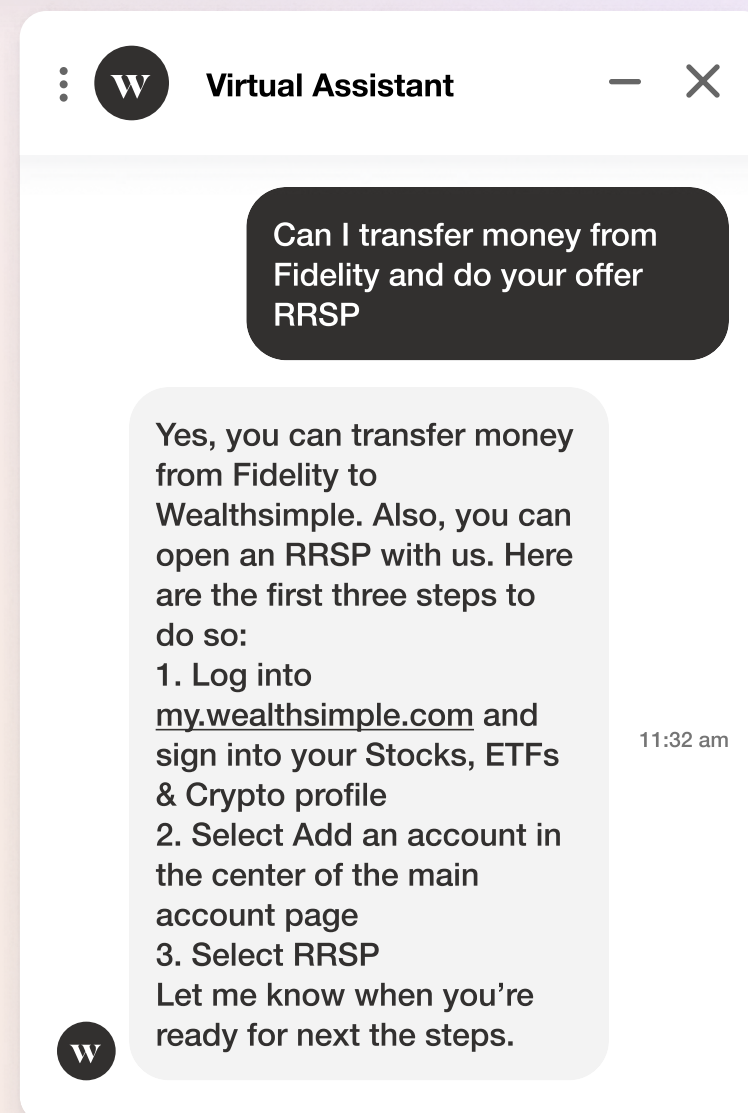 W
Virtual Assistant
Can I transfer money from
Fidelity and do your offer
RRSP
Yes, you can transfer money
from Fidelity to
Wealthsimple. Also, you can
open an RRSP with us. Here
are the first three steps to
do so:
1. Log into
my.wealthsimple.com and
sign into your Stocks, ETFs
& Crypto profile
2. Select Add an account in
the center of the main
account page
3. Select RRSP
Let me know when you’re
ready for next the steps.
11:32 am
W